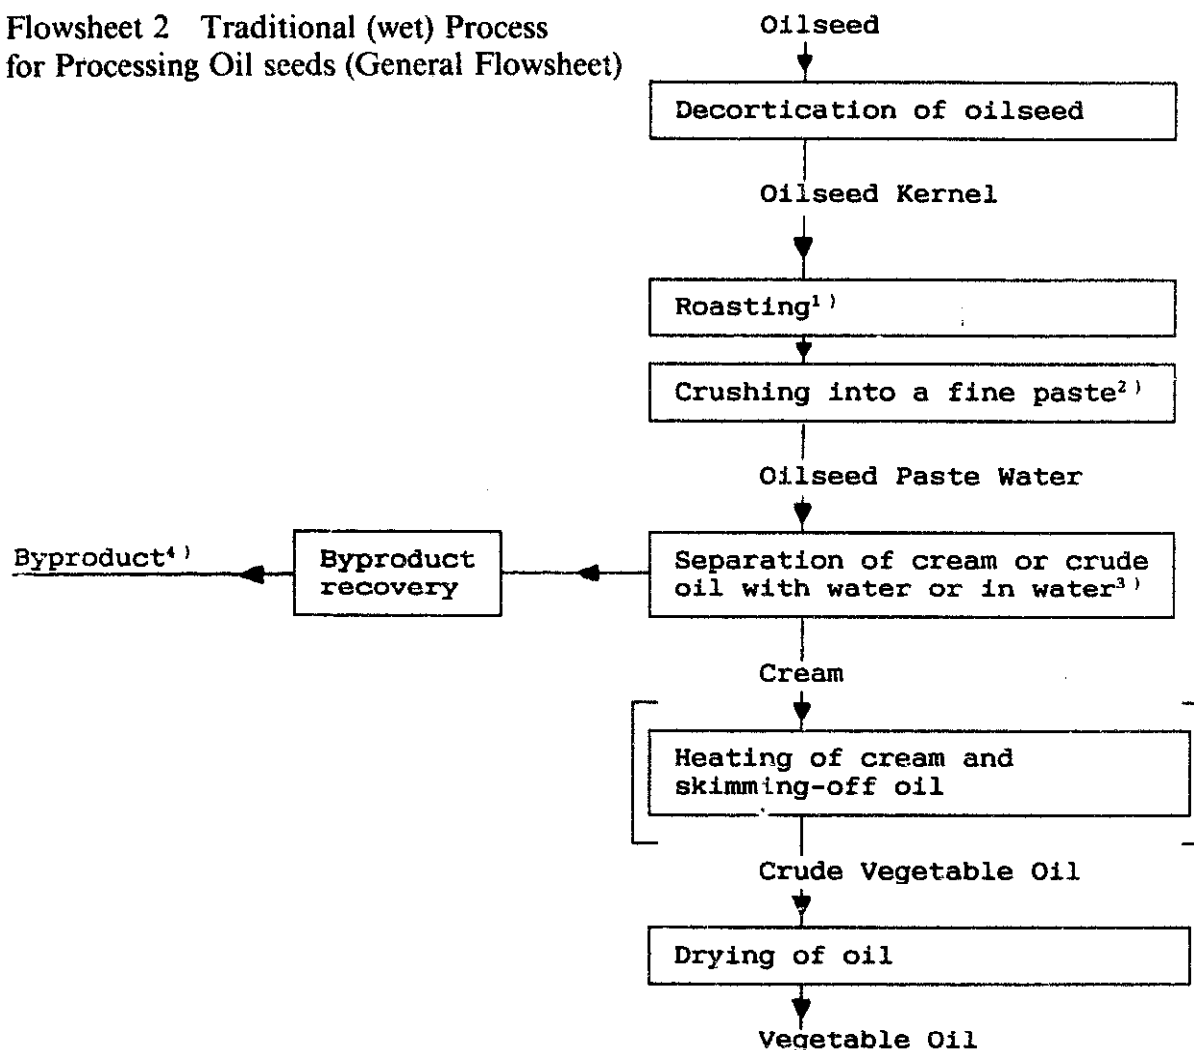 Flowsheet 2 Traditional (wet) Process
for Processing Oil seeds (General Flowsheet)
Oilseed
Decortication of oilseed
Oilseed Kernel
Roasting¹⁾
Crushing into a fine paste²⁾
Oilseed Paste Water
Separation of cream or crude
oil with water or in water³⁾
Byproduct
recovery
Byproduct⁴⁾
Cream
Heating of cream and
skimming-off oil
Crude Vegetable Oil
Drying of oil
Vegetable Oil